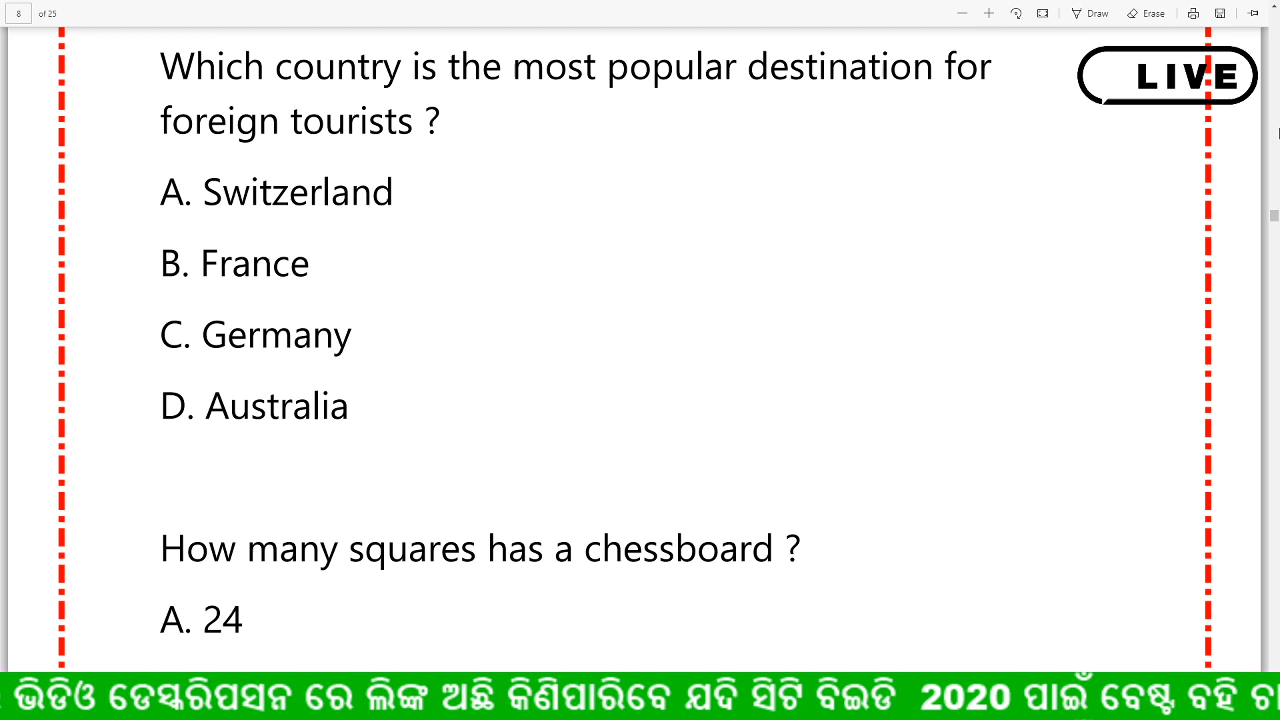 8 of 25
Draw
Erase
Which country is the most popular destination for
foreign tourists ?
LIVE
A. Switzerland
B. France
C. Germany
D. Australia
How many squares has a chessboard ?
A. 24
ଭିଡିଓ ଡେସ୍କରିପସନ ରେ ଲିଙ୍କ ଅଛି କିଣିପାରିବେ ଯଦି ସିଟି ବିଇଡି 2020 ପାଇଁ ବେଷ୍ଟ ବହି